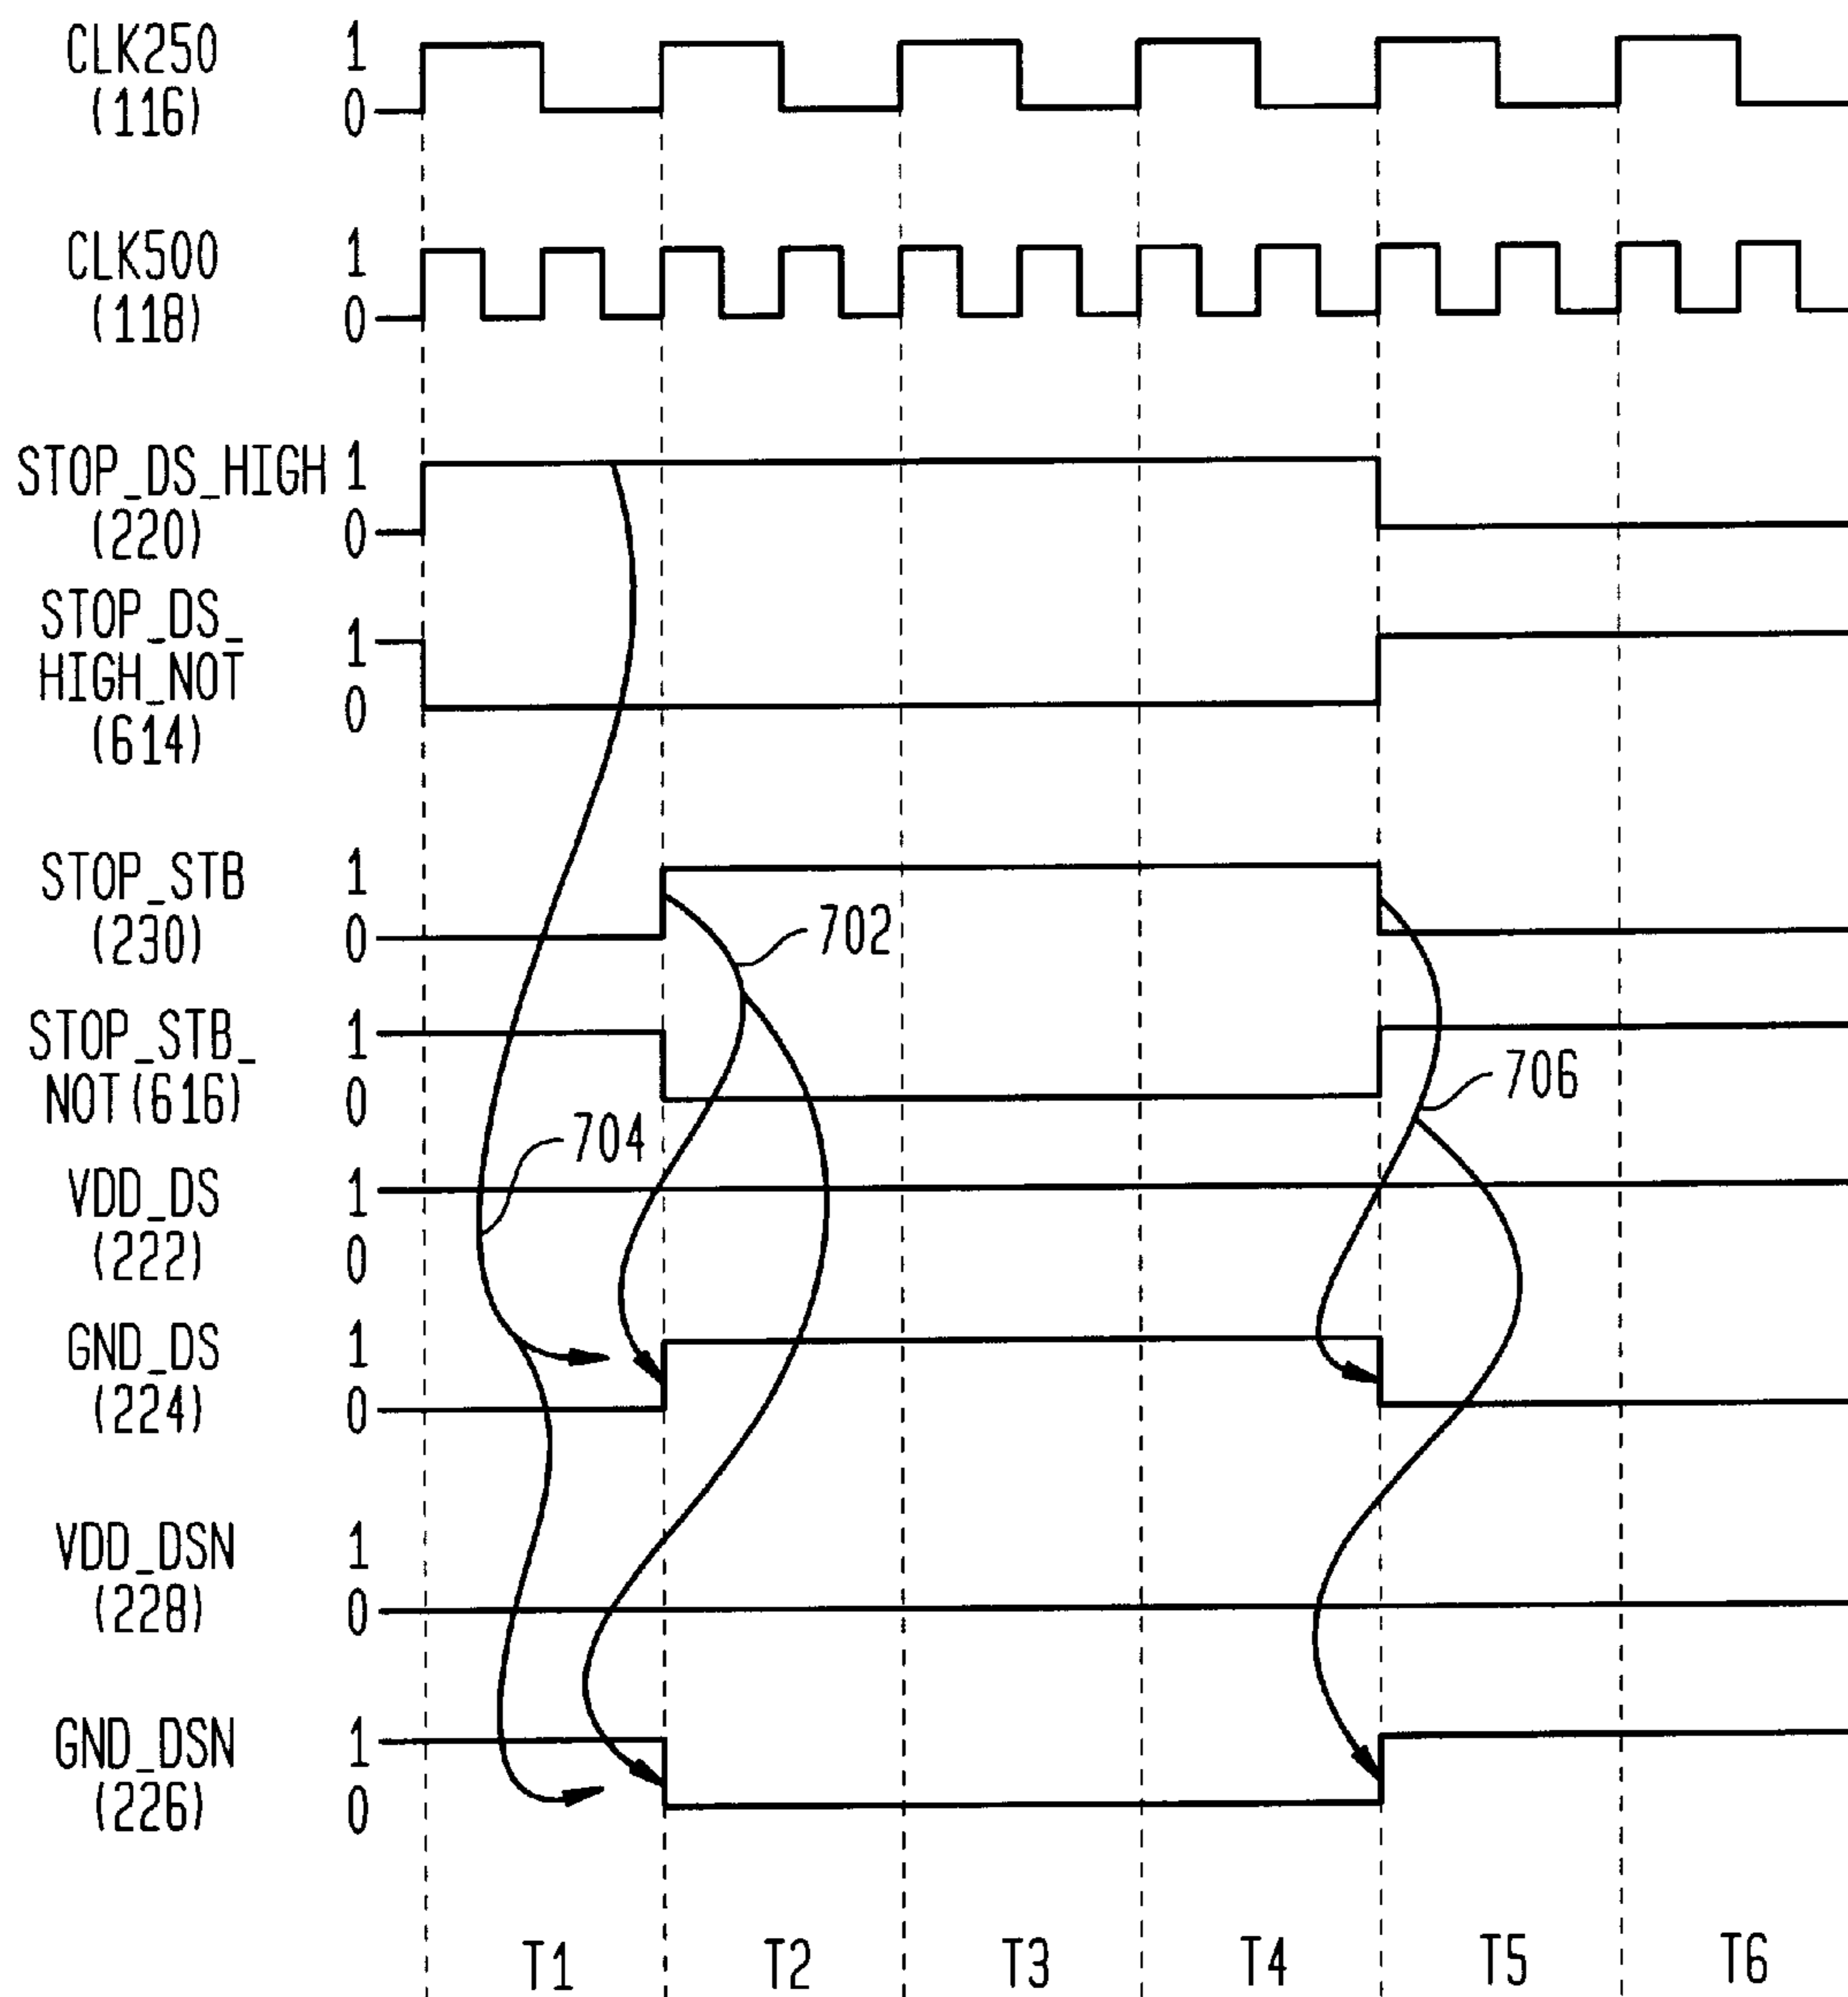 CLK250 1
(116) 0
CLK500 1
(118) 0
STOP_DS_HIGH 1
(220) 0
STOP_DS_
HIGH_NOT 1
(614) 0
STOP_STB 1
(230) 0
702
STOP_STB_ 1
NOT(616) 0
706
704
VDD_DS 1
(222) 0
GND_DS 1
(224) 0
VDD_DSN 1
(228) 0
GND_DSN 1
(226) 0
T1 T2 T3 T4 T5 T6